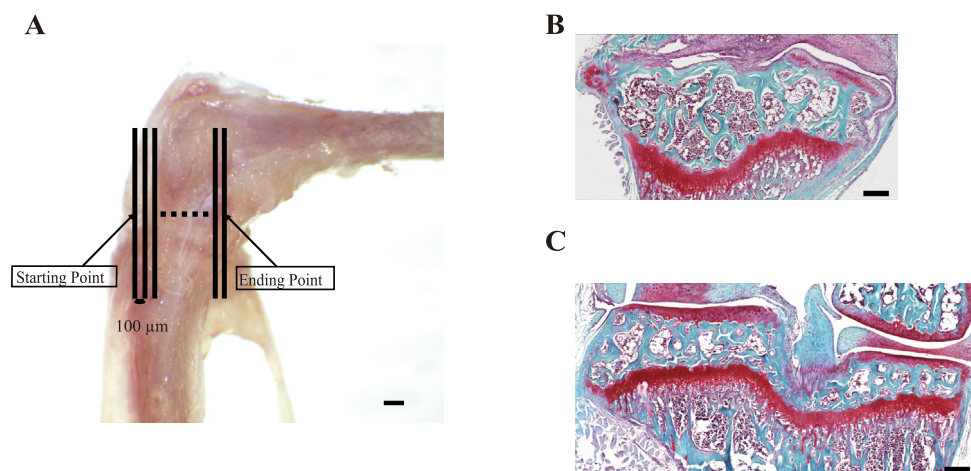 A
B
Starting Point
Ending Point
100 µm
C